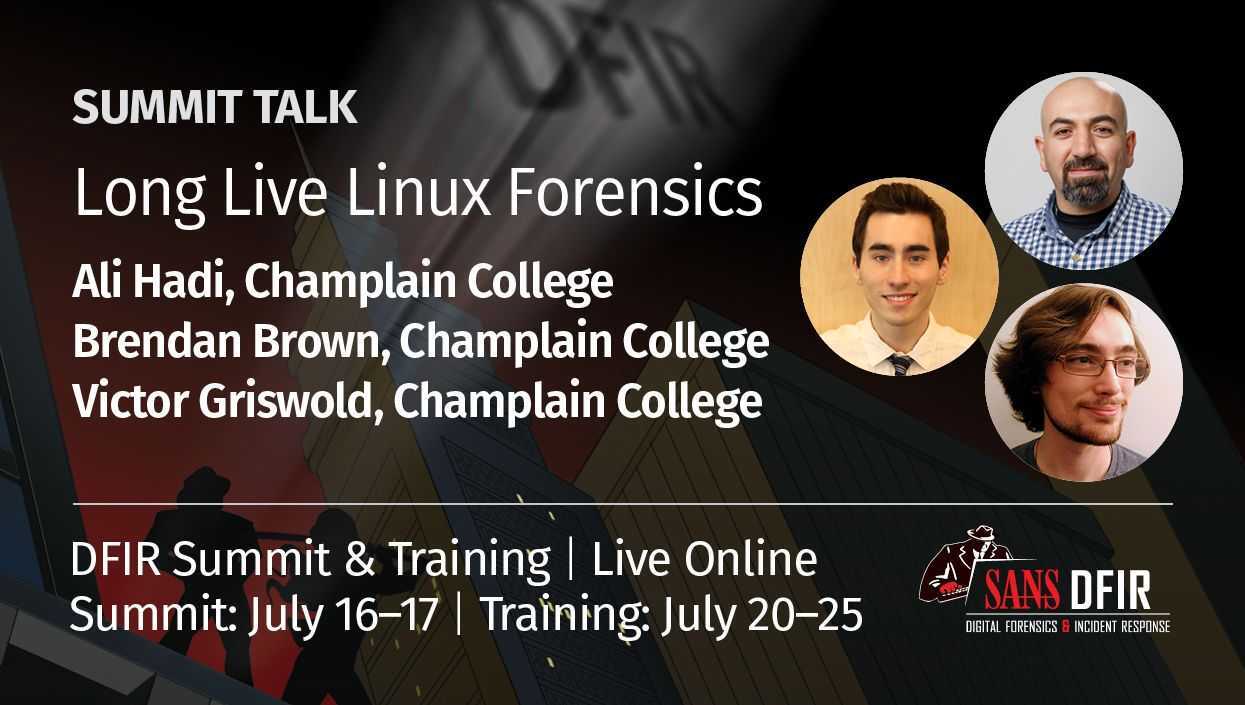 DFIR
SUMMIT TALK
Long Live Linux Forensics
Ali Hadi, Champlain College
Brendan Brown, Champlain College
Victor Griswold, Champlain College
DFIR Summit & Training | Live Online
Summit: July 16–17 | Training: July 20–25
SANS DFIR
DIGITAL FORENSICS & INCIDENT RESPONSE